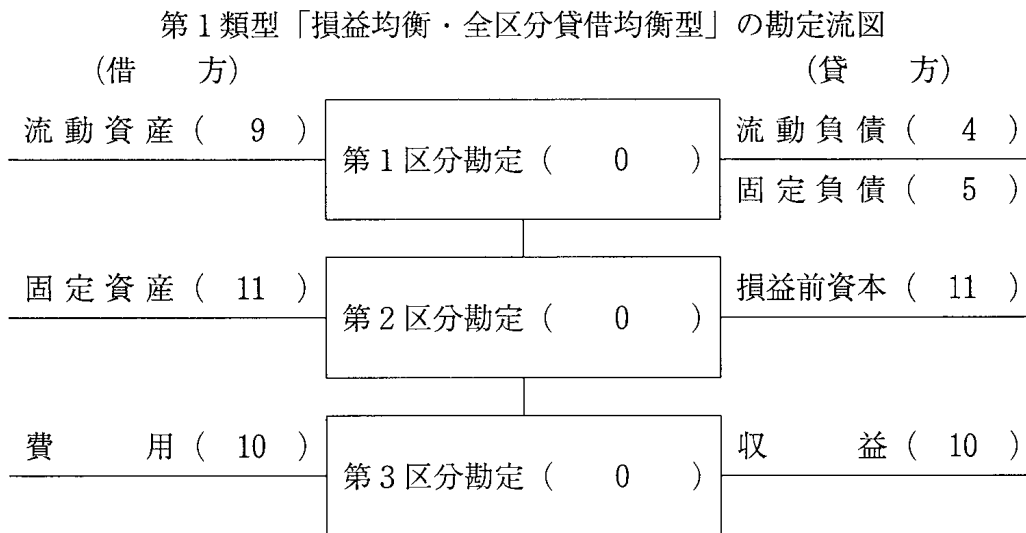 第1類型「損益均衡・全区分貸借均衡型」の勘定流図
(借 方) (貸 方)
流動資産( 9 ) 第1区分勘定( 0 ) 流動負債( 4 )
固定負債( 5 )
固定資産( 11 ) 第2区分勘定( 0 ) 損益前資本( 11 )
費 用( 10 ) 第3区分勘定( 0 ) 収 益( 10 )